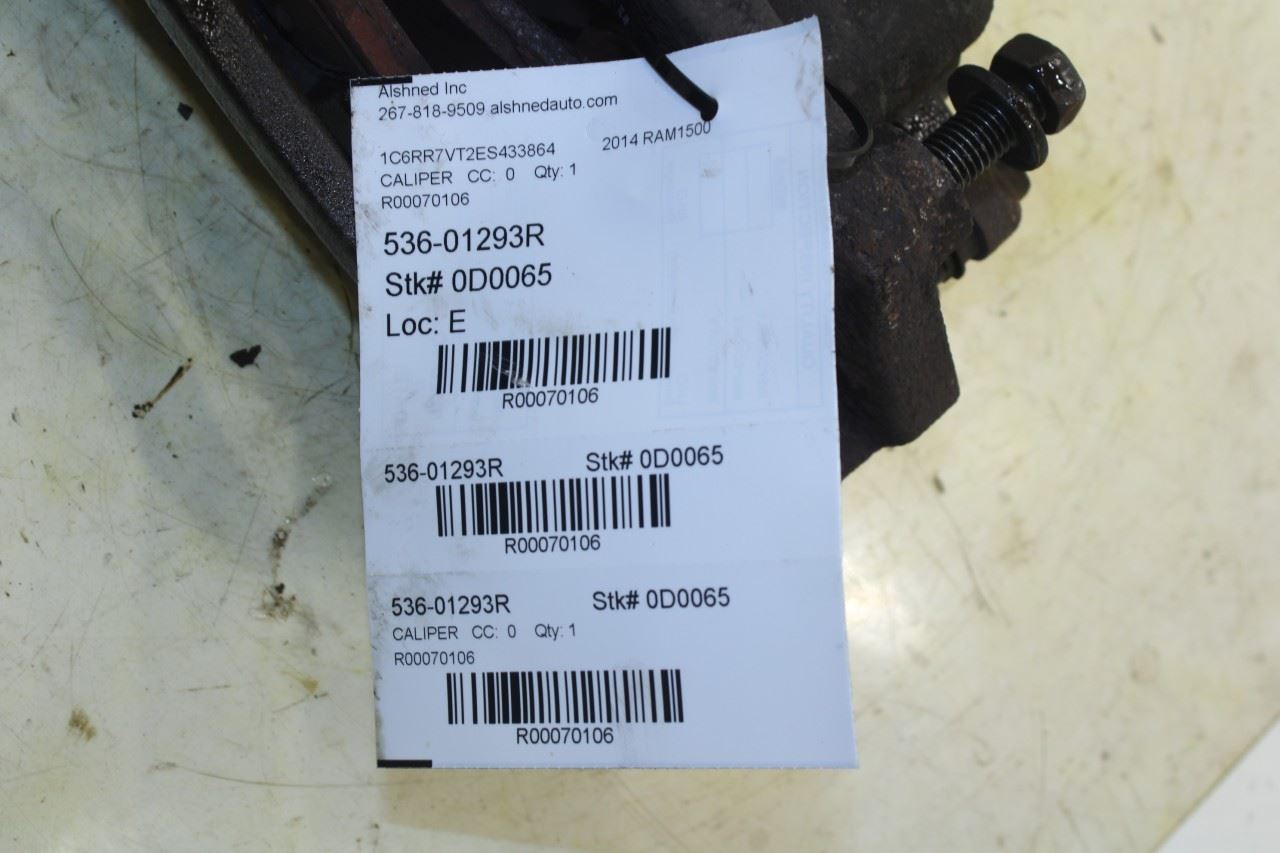 Alshned Inc
267-818-9509 alshnedauto.com
1C6RR7VT2ES433864 2014 RAM1500
CALIPER CC: 0 Qty: 1
R00070106
536-01293R
Stk# 0D0065
Loc: E
R00070106
536-01293R Stk# 0D0065
R00070106
536-01293R Stk# 0D0065
CALIPER CC: 0 Qty: 1
R00070106
R00070106